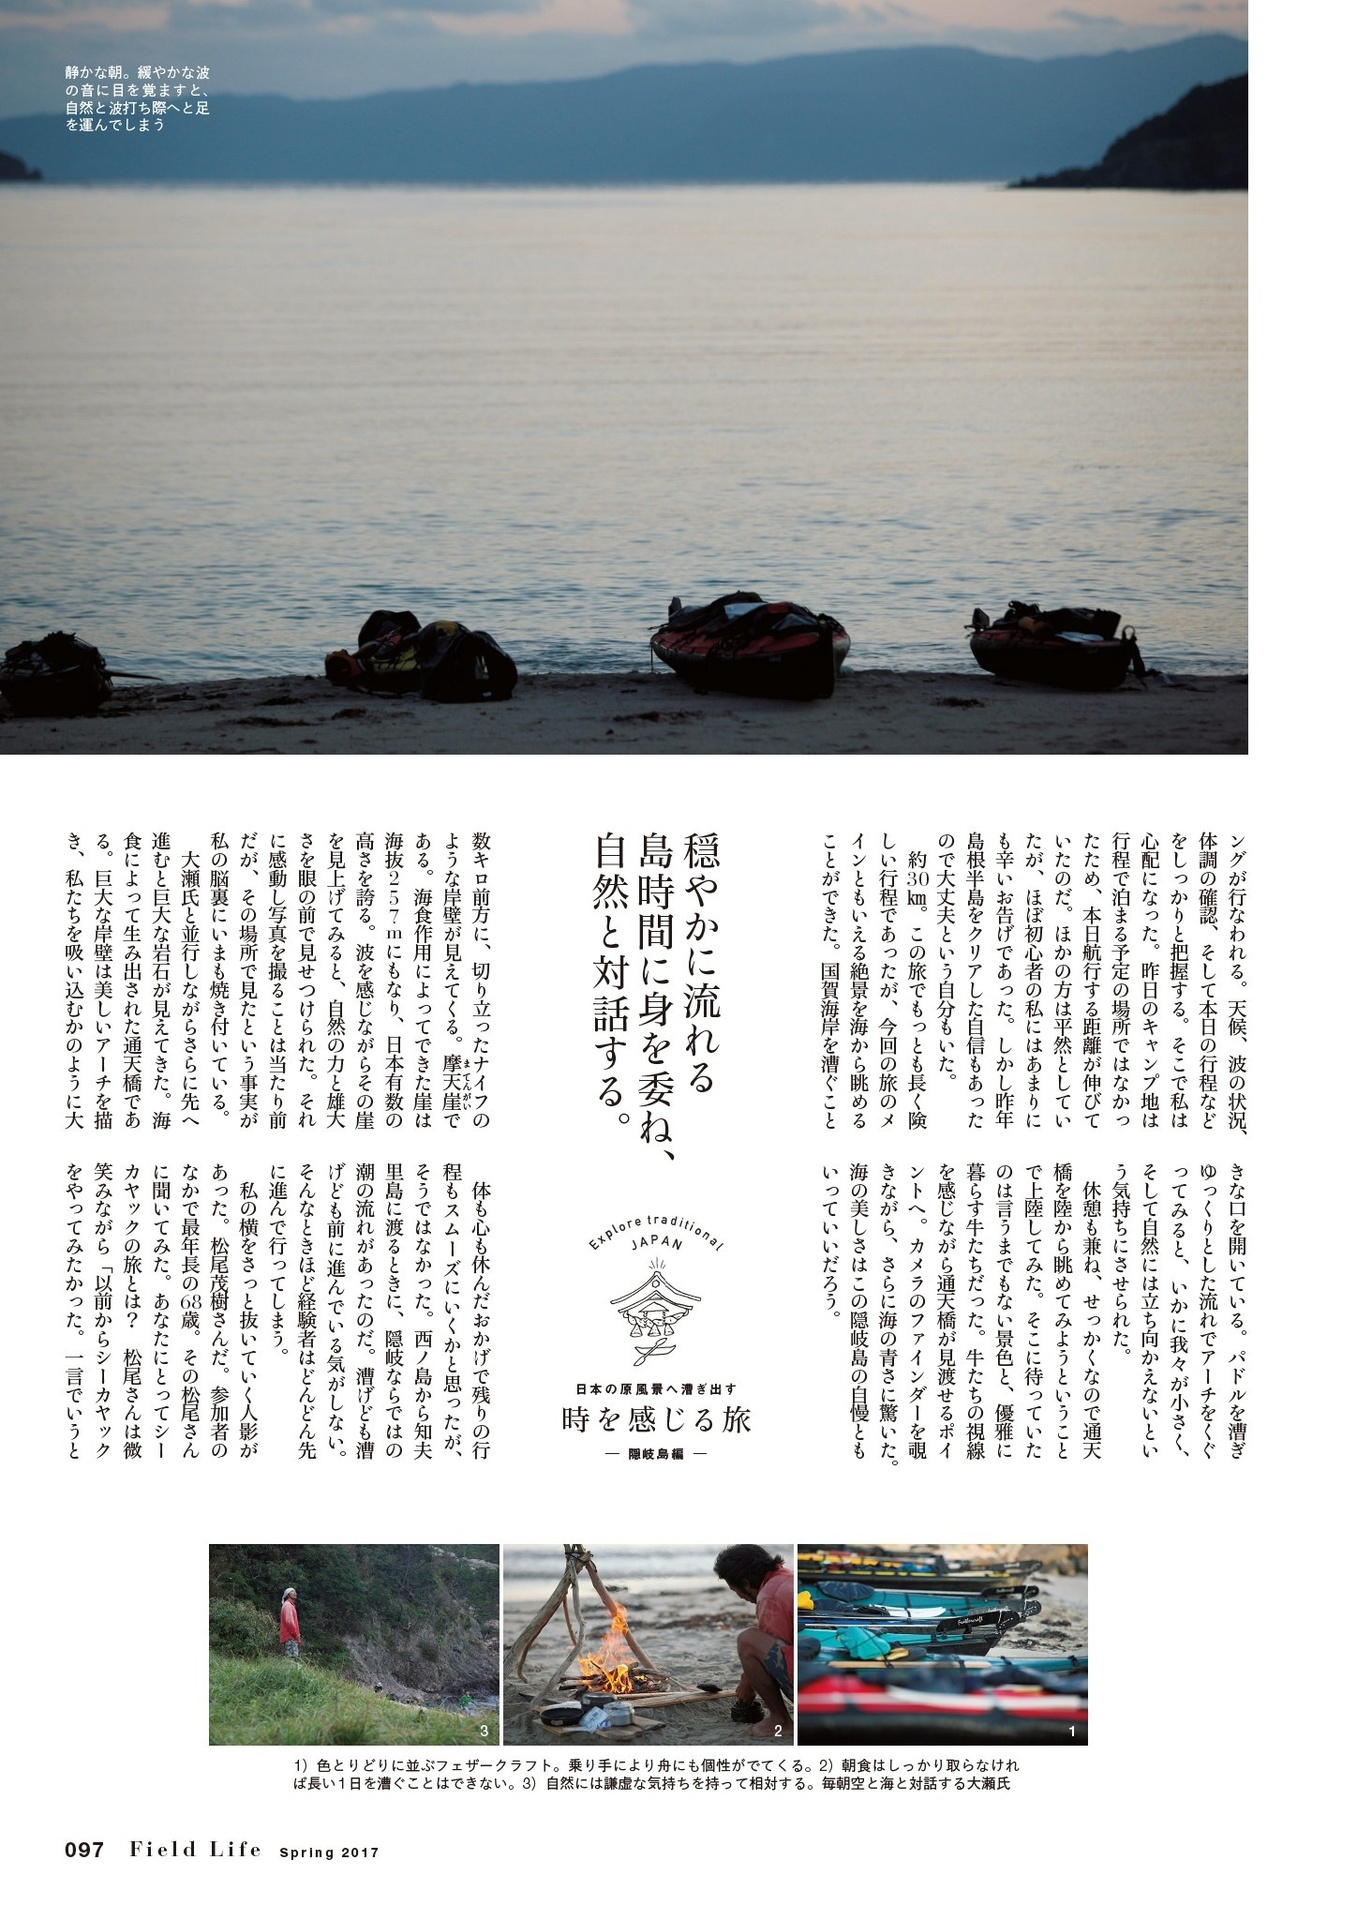 静かな朝。緩やかな波
の音に目を覚ますと、
自然と波打ち際へと足
を運んでしまう
ングが行なわれる。天候、波の状況、
体調の確認、そして本日の行程など
をしっかりと把握する。そこで私は
心配になった。昨日のキャンプ地は
行程で泊まる予定の場所ではなかっ
たため、本日航行する距離が伸びて
いたのだ。ほかの方は平然としてい
たが、ほぼ初心者の私にはあまりに
も辛いお告げであった。しかし昨年
島根半島をクリアした自信もあった
ので大丈夫という自分もいた。
約30㎞。この旅でもっとも長く険
しい行程であったが、今回の旅のメ
インともいえる絶景を海から眺める
ことができた。国賀海岸を漕ぐこと
穏やかに流れる
島時間に身を委ね、
自然と対話する。
数キロ前方に、切り立ったナイフの
ような岸壁が見えてくる。摩天崖で
まてんがい
ある。海食作用によってできた崖は
海抜257mにもなり、日本有数の
高さを誇る。波を感じながらその崖
を見上げてみると、自然の力と雄大
さを眼の前で見せつけられた。それ
に感動し写真を撮ることは当たり前
だが、その場所で見たという事実が
私の脳裏にいまも焼き付いている。
大瀬氏と並行しながらさらに先へ
進むと巨大な岩石が見えてきた。海
食によって生み出された通天橋であ
る。巨大な岸壁は美しいアーチを描
き、私たちを吸い込むかのように大
きな口を開いている。パドルを漕ぎ
ゆっくりとした流れでアーチをくぐ
ってみると、いかに我々が小さく、
そして自然には立ち向かえないとい
う気持ちにさせられた。
休憩も兼ね、せっかくなので通天
橋を陸から眺めてみようということ
で上陸してみた。そこに待っていた
のは言うまでもない景色と、優雅に
暮らす牛たちだった。牛たちの視線
を感じながら通天橋が見渡せるポイ
ントへ。カメラのファインダーを覗
きながら、さらに海の青さに驚いた。
海の美しさはこの隠岐島の自慢とも
いっていいだろう。
Explore traditional
JAPAN
日本の原風景へ漕ぎ出す
時を感じる旅
― 隠岐島編 ―
体も心も休んだおかげで残りの行
程もスムーズにいくかと思ったが、
そうではなかった。西ノ島から知夫
里島に渡るときに、隠岐ならではの
潮の流れがあったのだ。漕げども漕
げども前に進んでいる気がしない。
そんなときほど経験者はどんどん先
に進んで行ってしまう。
私の横をさっと抜いていく人影が
あった。松尾茂樹さんだ。参加者の
なかで最年長の68歳。その松尾さん
に聞いてみた。あなたにとってシー
カヤックの旅とは？ 松尾さんは微
笑みながら「以前からシーカヤック
をやってみたかった。一言でいうと
3
2
1
1）色とりどりに並ぶフェザークラフト。乗り手により舟にも個性がでてくる。2）朝食はしっかり取らなけれ
ば長い1日を漕ぐことはできない。3）自然には謙虚な気持ちを持って相対する。毎朝空と海と対話する大瀬氏
097 Field Life Spring 2017